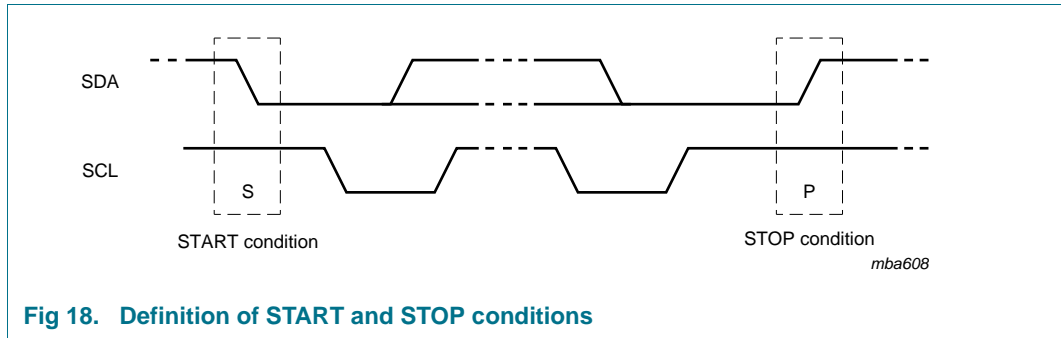 SDA
SCL
S
P
START condition
STOP condition
mba608
Fig 18. Definition of START and STOP conditions